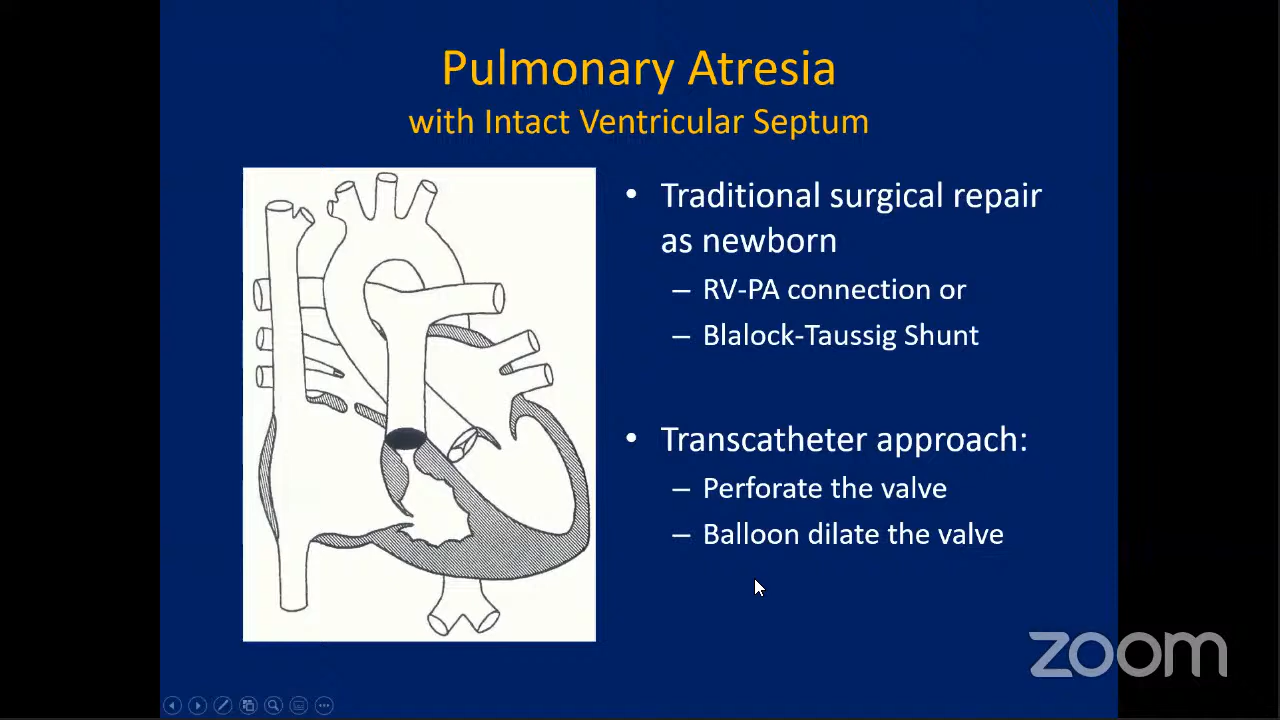 Pulmonary Atresia
with Intact Ventricular Septum
• Traditional surgical repair
as newborn
– RV-PA connection or
– Blalock-Taussig Shunt
• Transcatheter approach:
– Perforate the valve
– Balloon dilate the valve
zoom